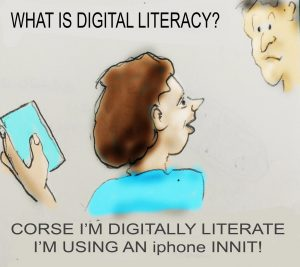 WHAT IS DIGITAL LITERACY?
CORSE I'M DIGITALLY LITERATE
I'M USING AN iphone INNIT!